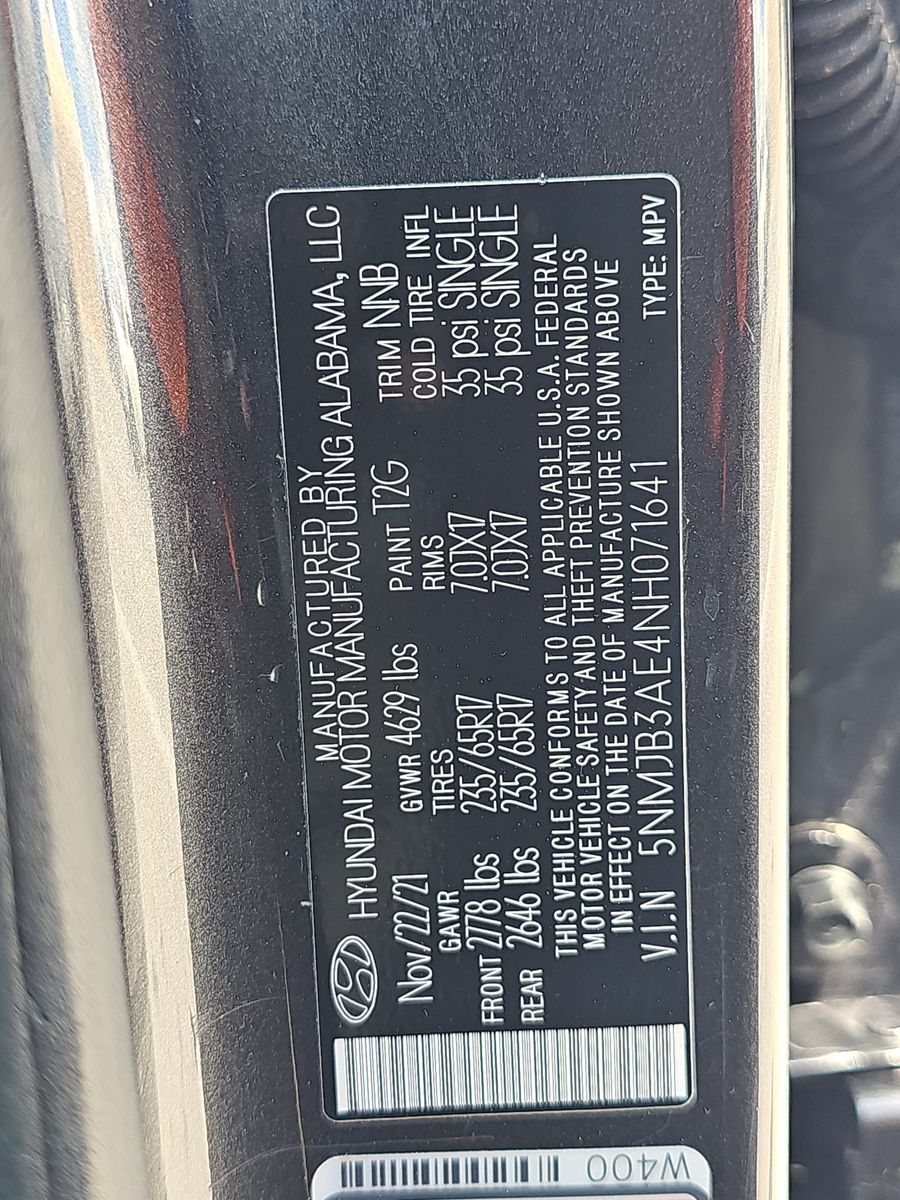 MANUFACTURED BY
HYUNDAI MOTOR MANUFACTURING ALABAMA, LLC
Nov/22/21 GVWR 4629 lbs PAINT T2G TRIM NNB
GAWR TIRES RIMS COLD TIRE INFL
FRONT 2778 lbs 235/65R17 7.0JX17 35 psi SINGLE
REAR 2646 lbs 235/65R17 7.0JX17 35 psi SINGLE
THIS VEHICLE CONFORMS TO ALL APPLICABLE U.S.A. FEDERAL
MOTOR VEHICLE SAFETY AND THEFT PREVENTION STANDARDS
IN EFFECT ON THE DATE OF MANUFACTURE SHOWN ABOVE
V.I.N 5NMJB3AE4NH071641 TYPE: MPV
W400